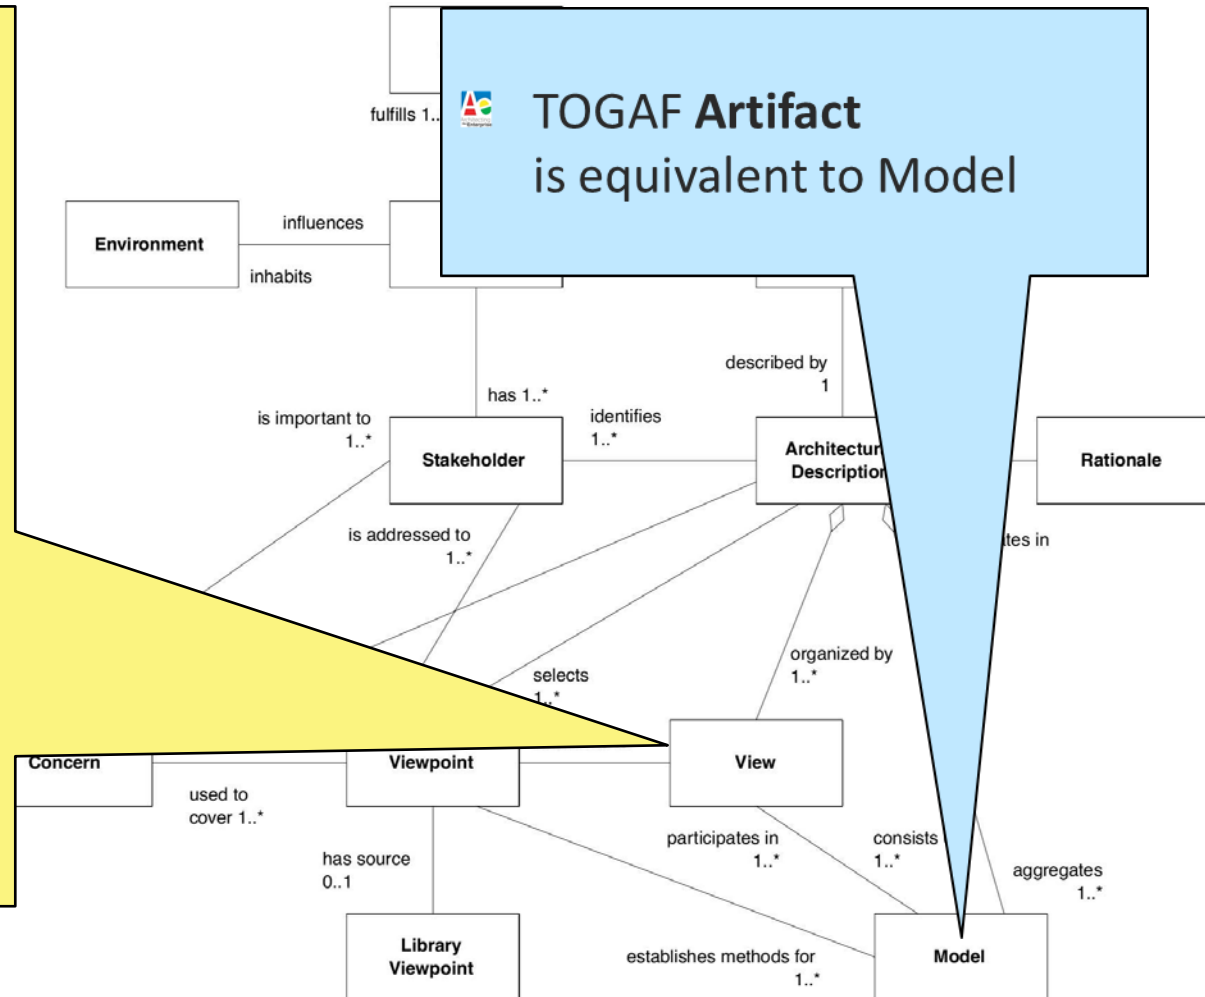 TOGAF Artifact
is equivalent to Model
fulfills 1..
influences
Environment
inhabits
described by
1
has 1..*
is important to
1..*
identifies
1..*
Stakeholder
Architectur
Description
Rationale
is addressed to
1..*
tes in
organized by
1..*
selects
1..*
Concern
Viewpoint
View
used to
cover 1..*
participates in
1..*
consists
1..*
has source
0..1
aggregates
1..*
Library
Viewpoint
establishes methods for
1..*
Model